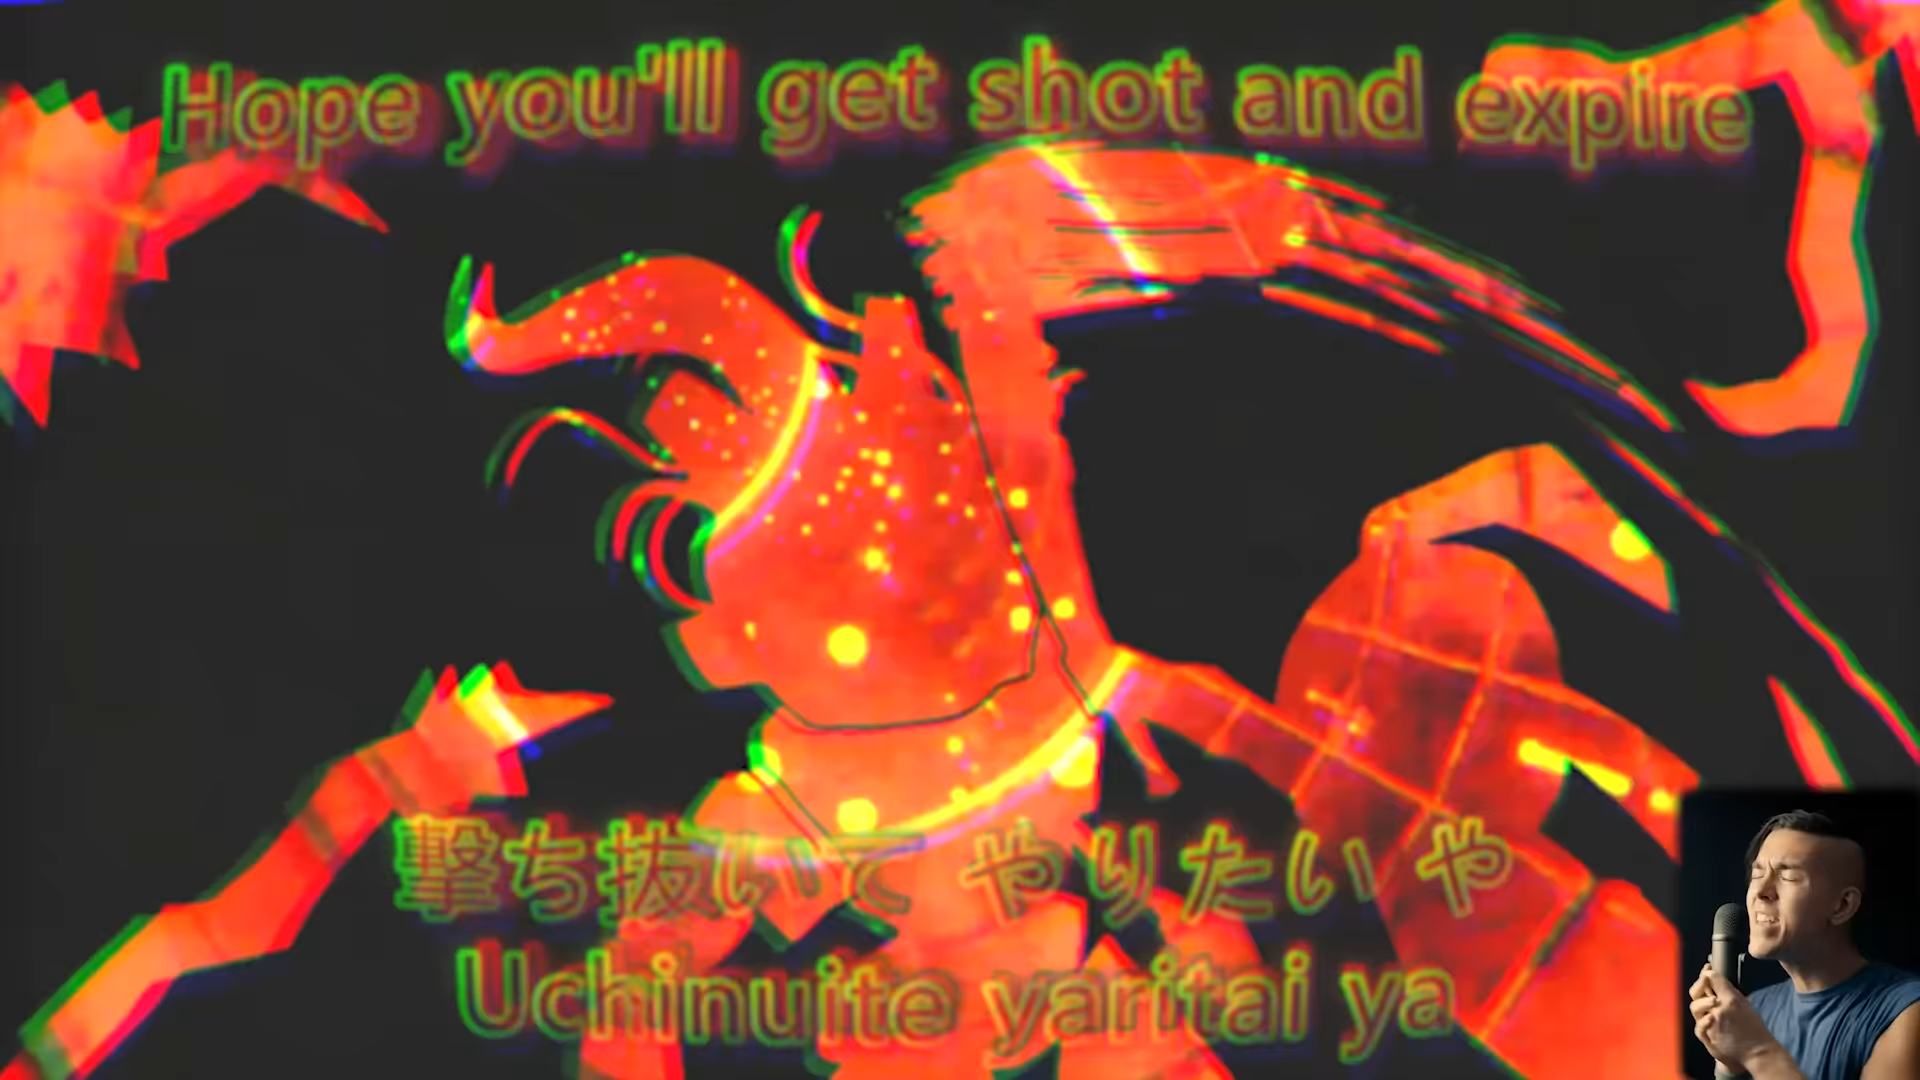 Hope you'll get shot and expire
撃ち抜いて やりたい や
Uchinuite yaritai ya